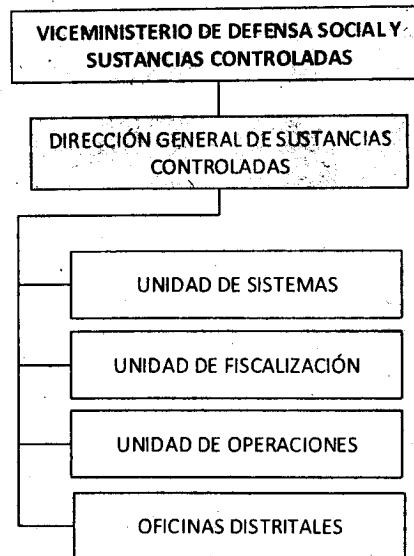 VICEMINISTERIO DE DEFENSA SOCIAL Y
SUSTANCIAS CONTROLADAS
DIRECCIÓN GENERAL DE SUSTANCIAS
CONTROLADAS
UNIDAD DE SISTEMAS
UNIDAD DE FISCALIZACIÓN
UNIDAD DE OPERACIONES
OFICINAS DISTRITALES